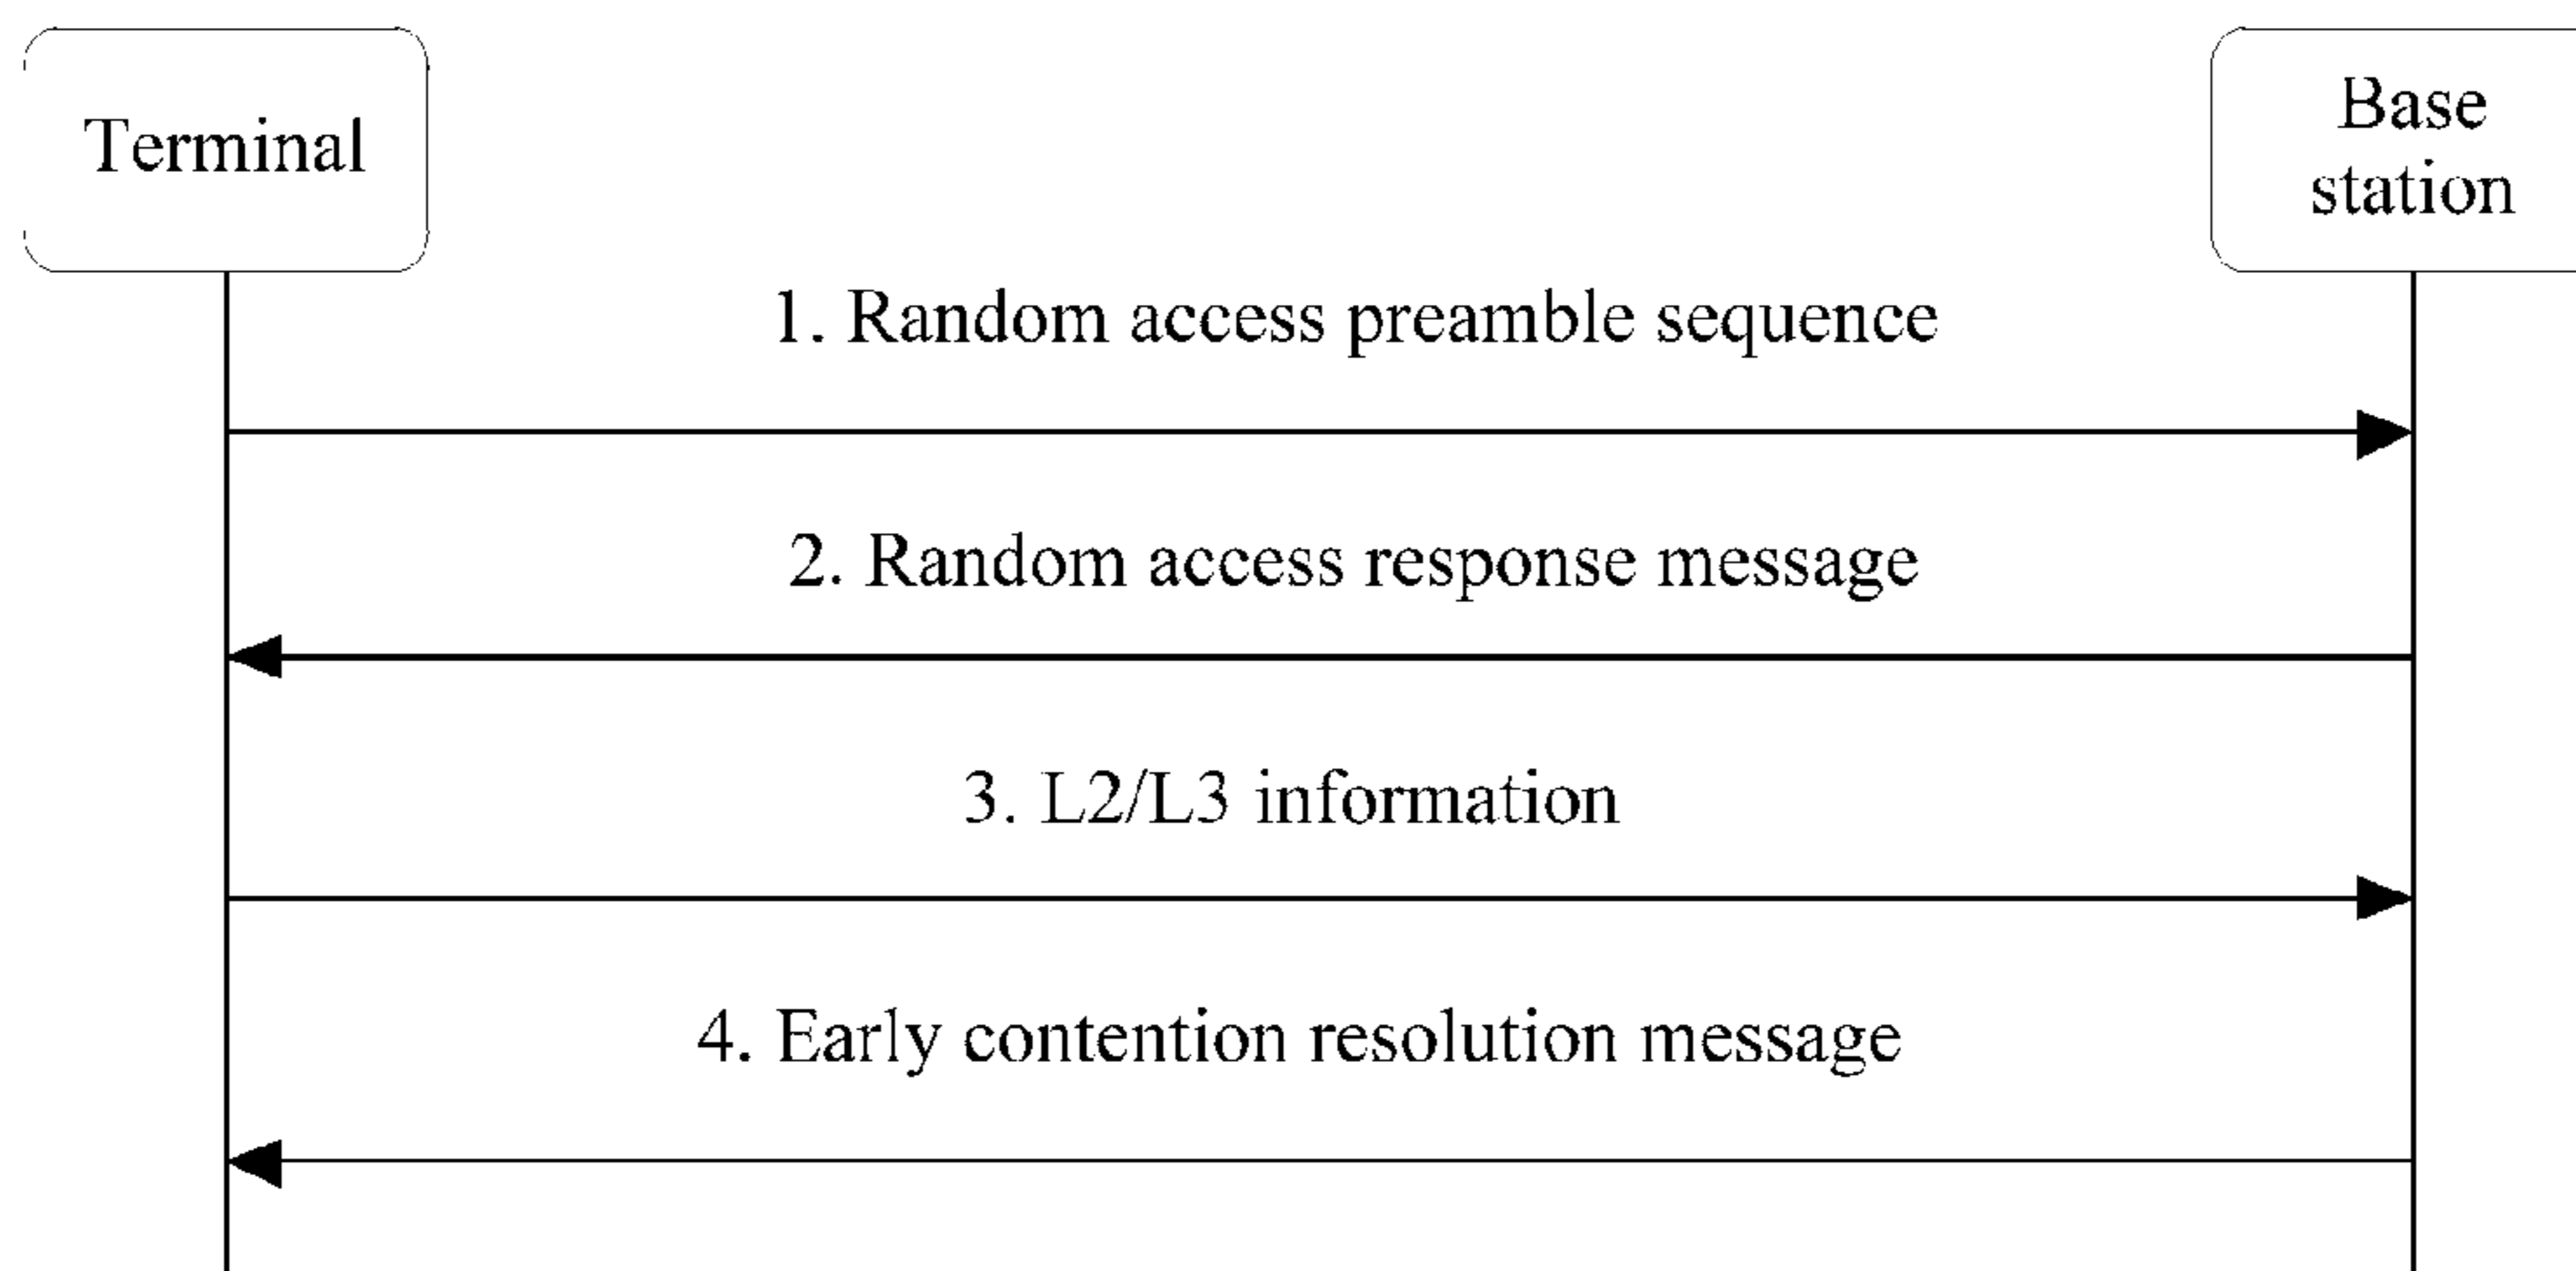 Terminal
Base
station
1. Random access preamble sequence
2. Random access response message
3. L2/L3 information
4. Early contention resolution message